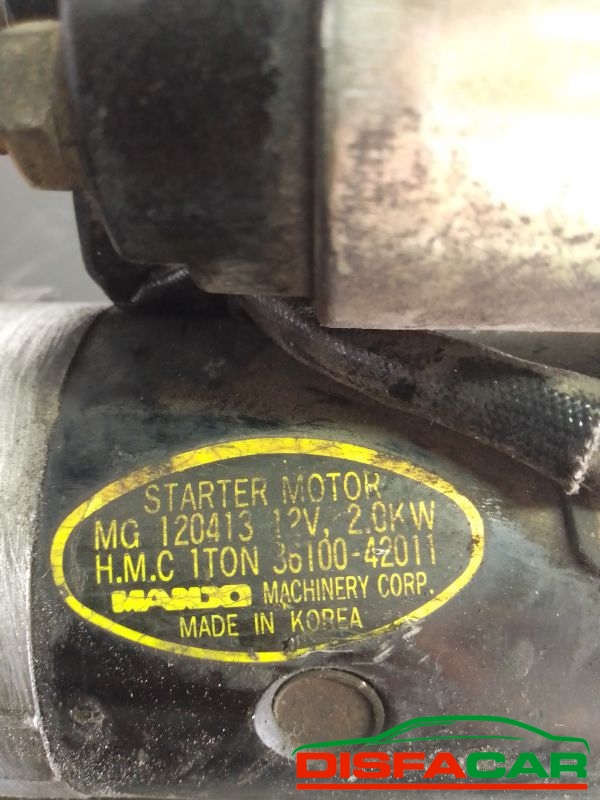 STARTER MOTOR
MG 120413 12V, 2.0KW
H.M.C 1TON 36100-42011
MANDO MACHINERY CORP.
MADE IN KOREA
DISFACAR